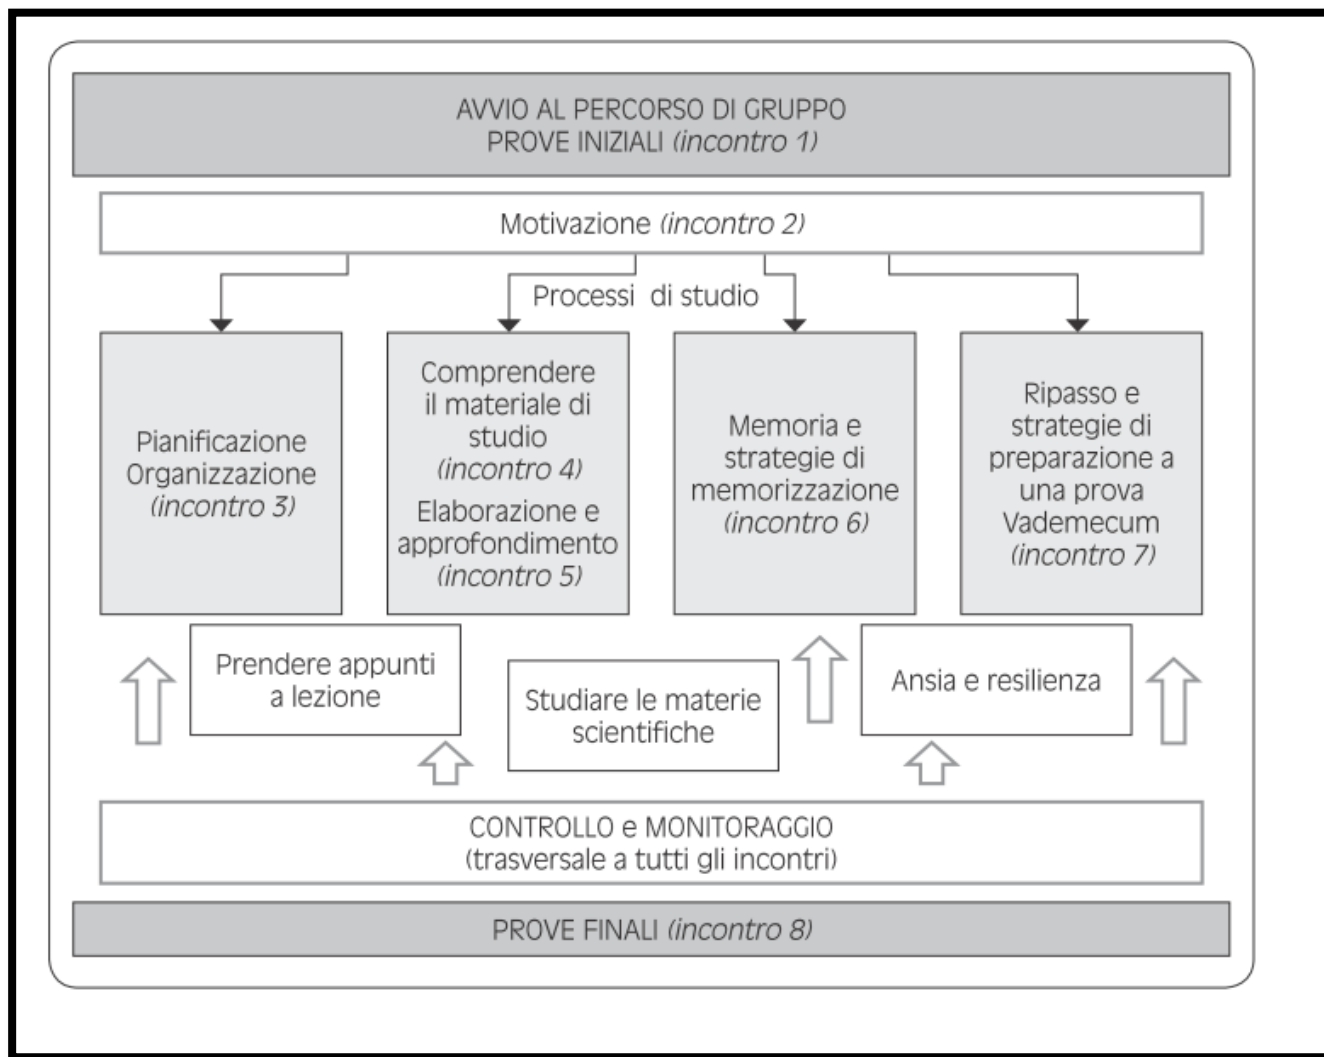 AVVIO AL PERCORSO DI GRUPPO
PROVE INIZIALI (incontro 1)
Motivazione (incontro 2)
Processi di studio
Pianificazione
Organizzazione
(incontro 3)
Comprendere
il materiale di
studio
(incontro 4)
Elaborazione e
approfondimento
(incontro 5)
Memoria e
strategie di
memorizzazione
(incontro 6)
Ripasso e
strategie di
preparazione a
una prova
Vademecum
(incontro 7)
Prendere appunti
a lezione
Studiare le materie
scientifiche
Ansia e resilienza
CONTROLLO e MONITORAGGIO
(trasversale a tutti gli incontri)
PROVE FINALI (incontro 8)